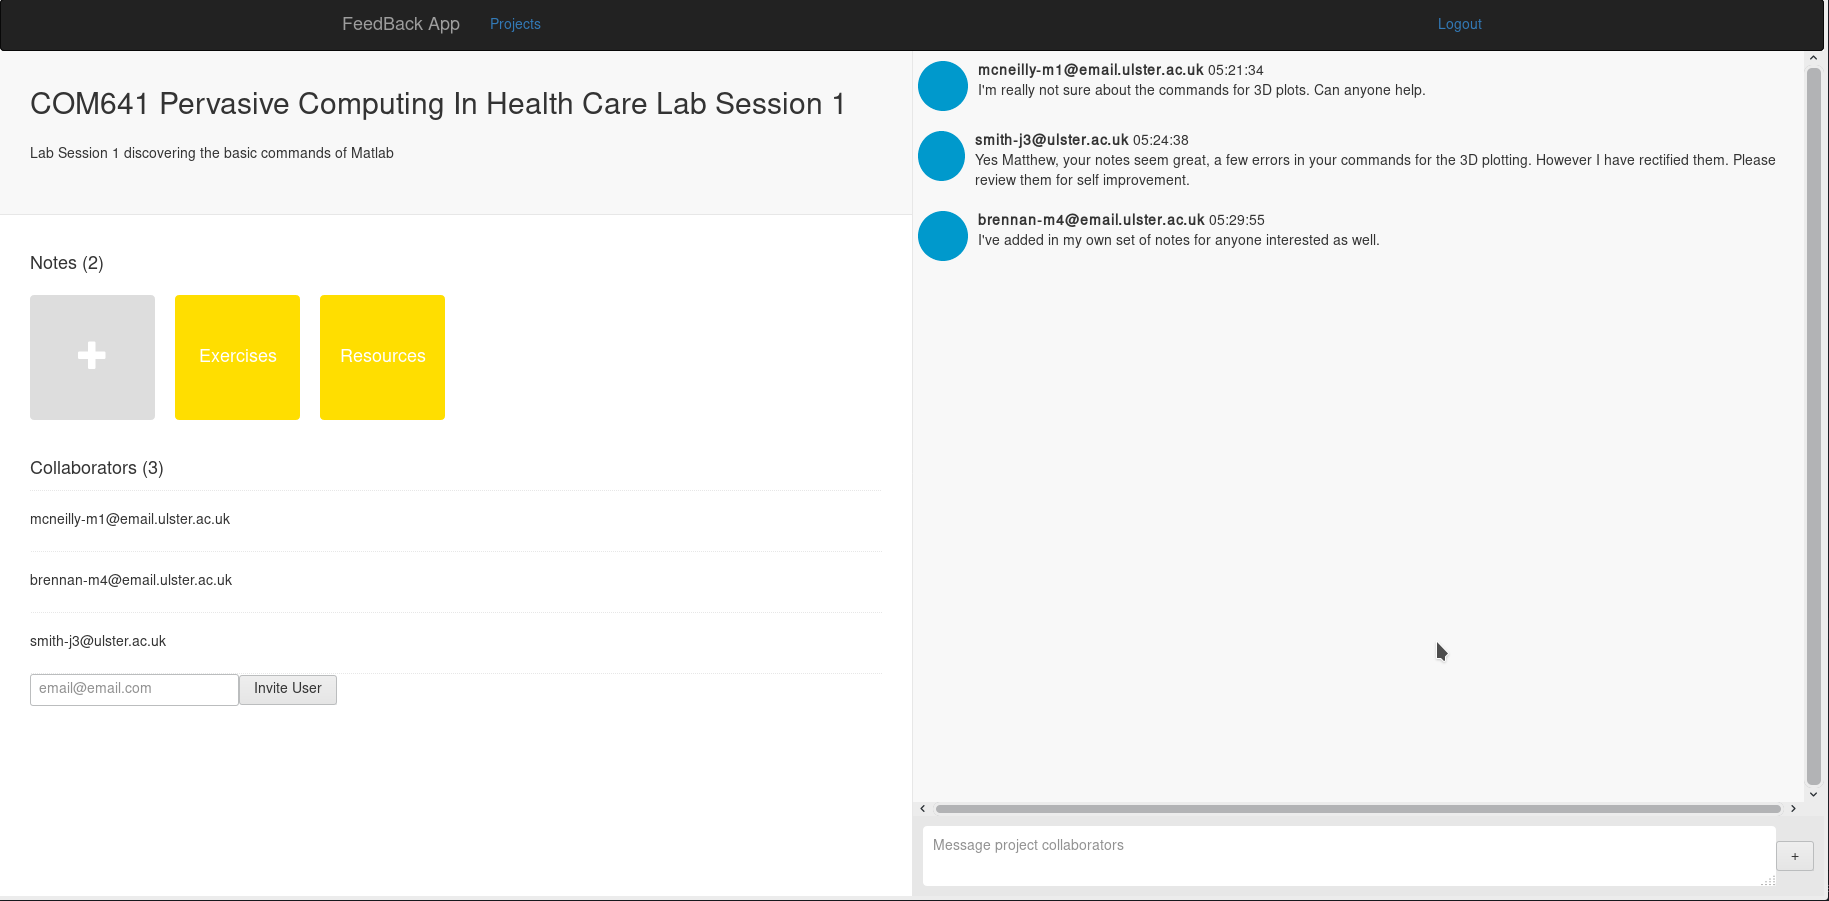 FeedBack App Projects Logout
COM641 Pervasive Computing In Health Care Lab Session 1
Lab Session 1 discovering the basic commands of Matlab
Notes (2)
Exercises
Resources
Collaborators (3)
mcneilly-m1@email.ulster.ac.uk
brennan-m4@email.ulster.ac.uk
smith-j3@ulster.ac.uk
email@email.com Invite User
mcneilly-m1@email.ulster.ac.uk 05:21:34
I'm really not sure about the commands for 3D plots. Can anyone help.
smith-j3@ulster.ac.uk 05:24:38
Yes Matthew, your notes seem great, a few errors in your commands for the 3D plotting. However I have rectified them. Please
review them for self improvement.
brennan-m4@email.ulster.ac.uk 05:29:55
I've added in my own set of notes for anyone interested as well.
Message project collaborators
+